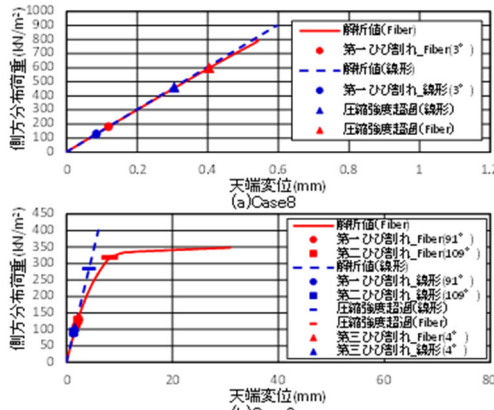 側方分布荷重(kN/m²)
1000
900
800
700
600
500
400
300
200
100
0
解析値(Fiber)
第一ひび割れ_Fiber(3°)
解析値(線形)
第一ひび割れ_線形(3°)
圧縮強度超過(線形)
圧縮強度超過(Fiber)
0 0.2 0.4 0.6 0.8 1 1.2
天端変位(mm)
(a)Case8
側方分布荷重(kN/m²)
450
400
350
300
250
200
150
100
50
0
解析値(Fiber)
第一ひび割れ_Fiber(91°)
第二ひび割れ_Fiber(109°)
解析値(線形)
第一ひび割れ_線形(91°)
第二ひび割れ_線形(109°)
圧縮強度超過(線形)
圧縮強度超過(Fiber)
第三ひび割れ_Fiber(4°)
第三ひび割れ_線形(4°)
0 20 40 60 80
天端変位(mm)